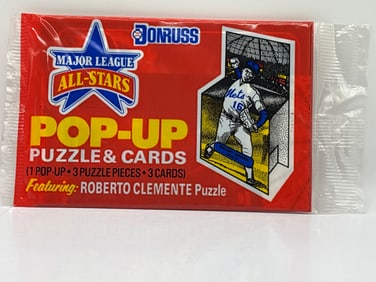 DONRUSS
MAJOR LEAGUE
ALL-STARS
Mets
16
POP-UP
PUZZLE & CARDS
(1 POP-UP • 3 PUZZLE PIECES • 3 CARDS)
Featuring: ROBERTO CLEMENTE Puzzle